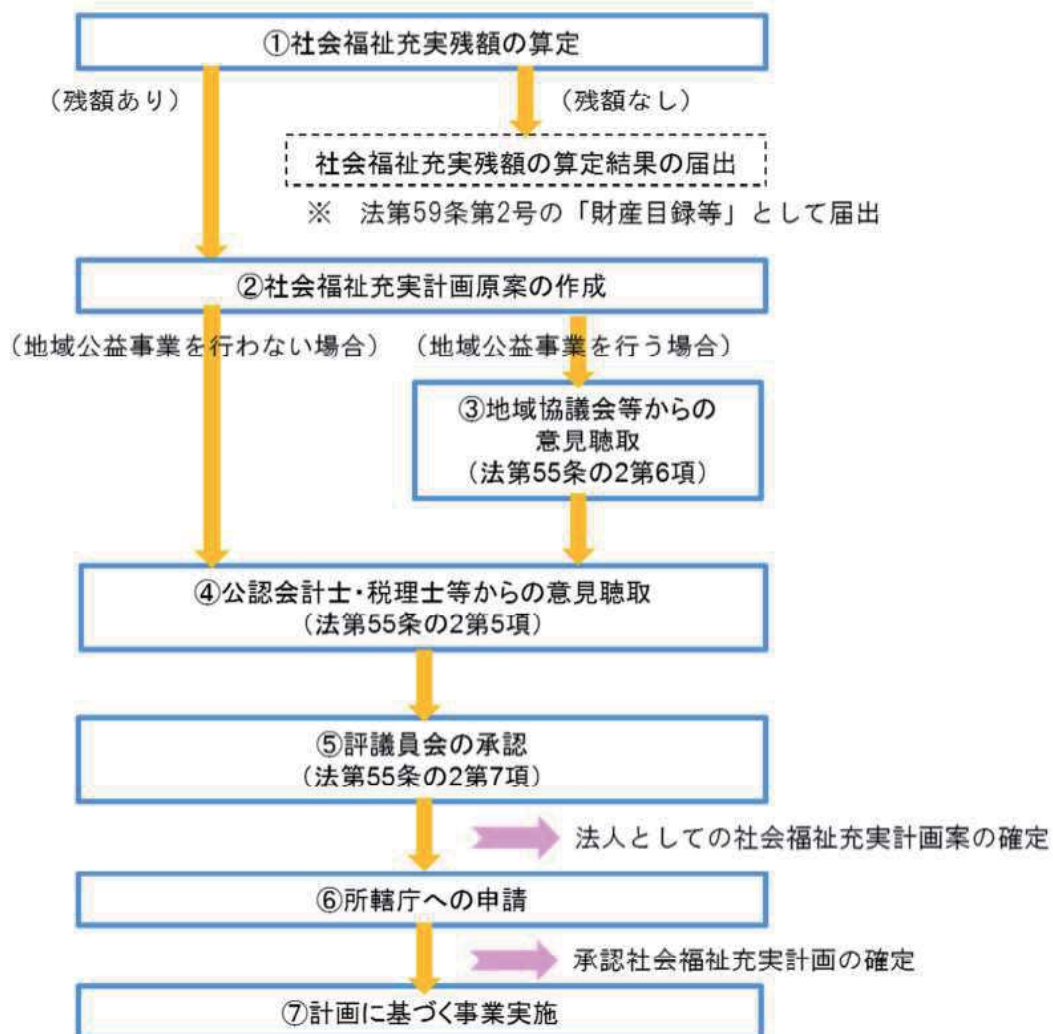 ①社会福祉充実残額の算定
（残額あり）
（残額なし）
社会福祉充実残額の算定結果の届出
※　法第59条第2号の「財産目録等」として届出
②社会福祉充実計画原案の作成
（地域公益事業を行わない場合）
（地域公益事業を行う場合）
③地域協議会等からの
意見聴取
（法第55条の2第6項）
④公認会計士・税理士等からの意見聴取
（法第55条の2第5項）
⑤評議員会の承認
（法第55条の2第7項）
法人としての社会福祉充実計画案の確定
⑥所轄庁への申請
承認社会福祉充実計画の確定
⑦計画に基づく事業実施